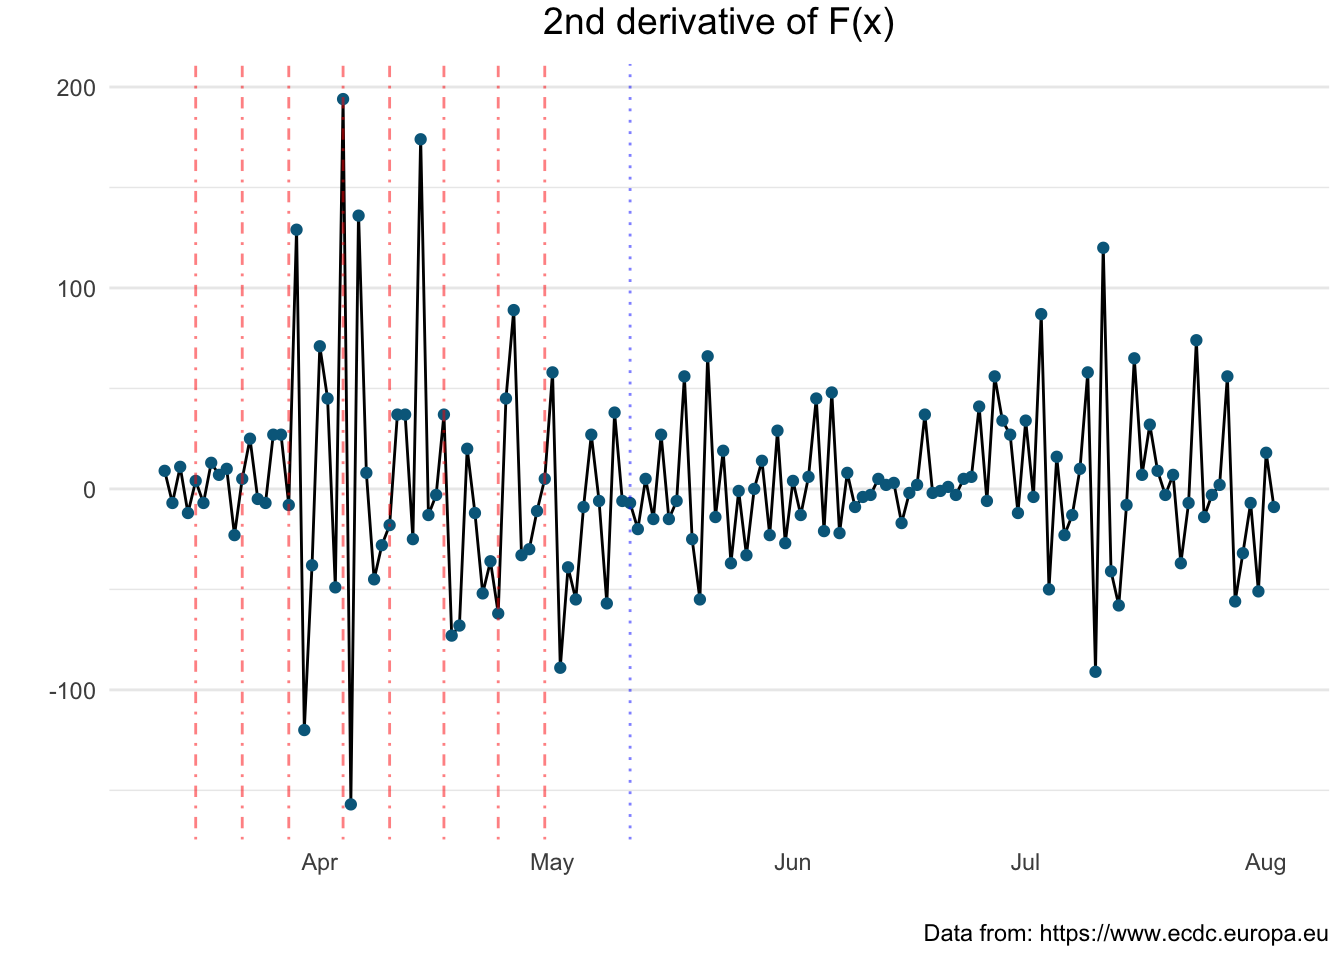 2nd derivative of F(x)
200
100
0
-100
Apr May Jun Jul Aug
Data from: https://www.ecdc.europa.eu